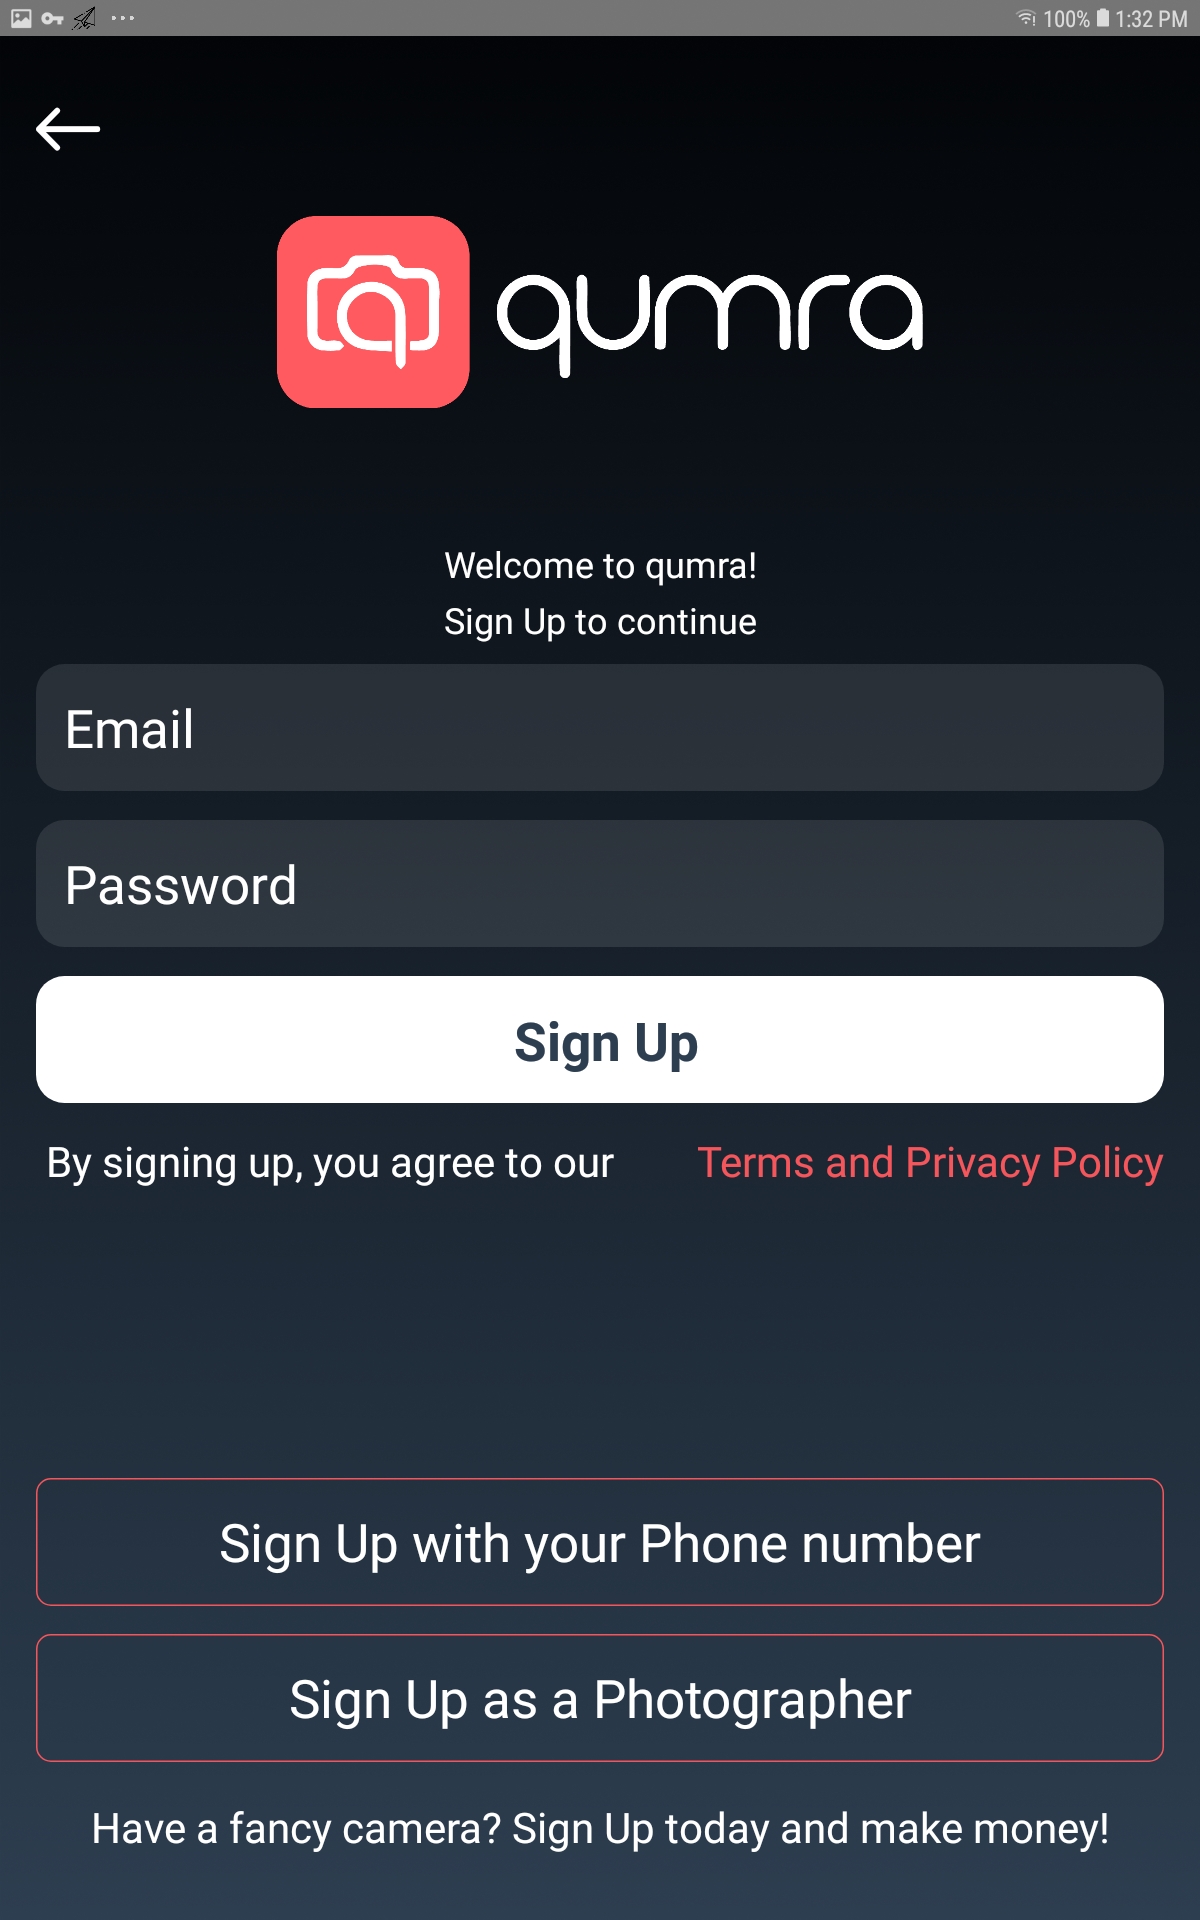 100% 1:32 PM
qumra
Welcome to qumra!
Sign Up to continue
Email
Password
Sign Up
By signing up, you agree to our Terms and Privacy Policy
Sign Up with your Phone number
Sign Up as a Photographer
Have a fancy camera? Sign Up today and make money!